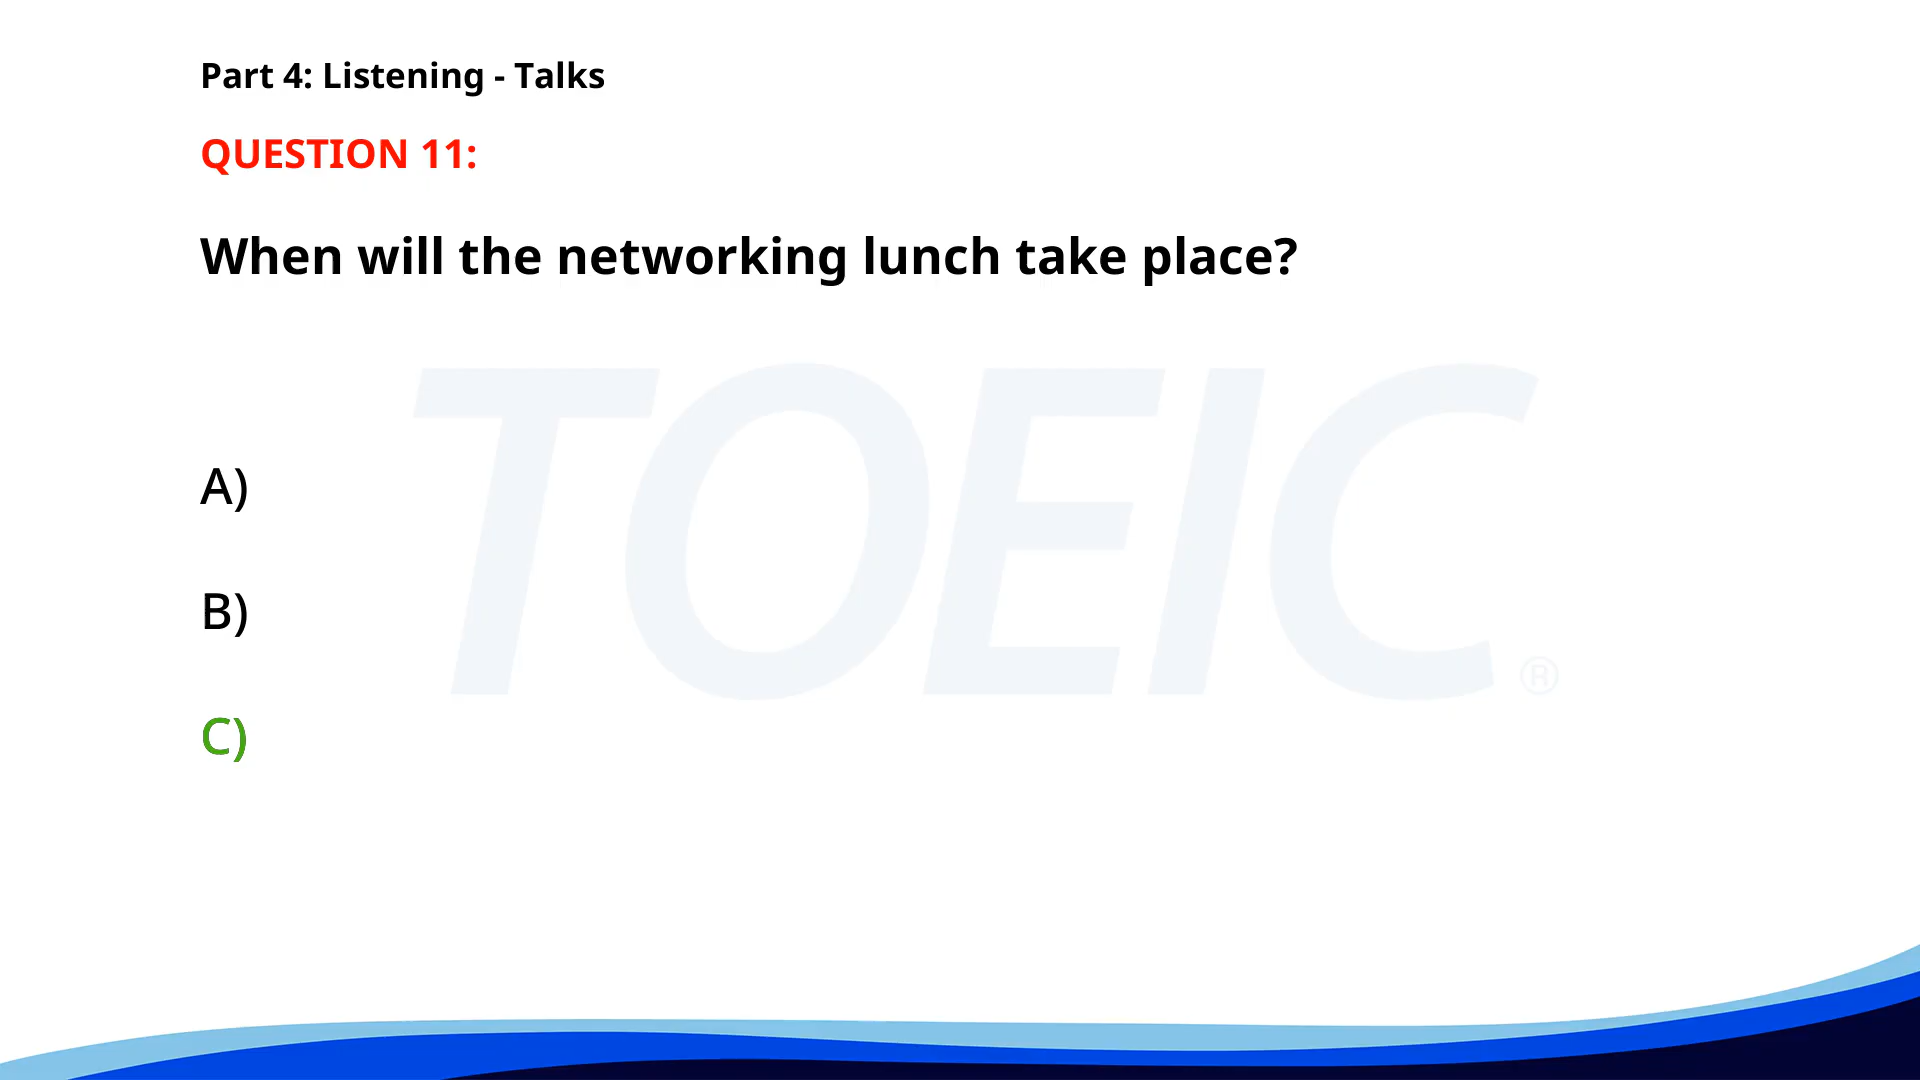 Part 4: Listening - Talks
QUESTION 11:
When will the networking lunch take place?
TOEIC®
A)
B)
C)